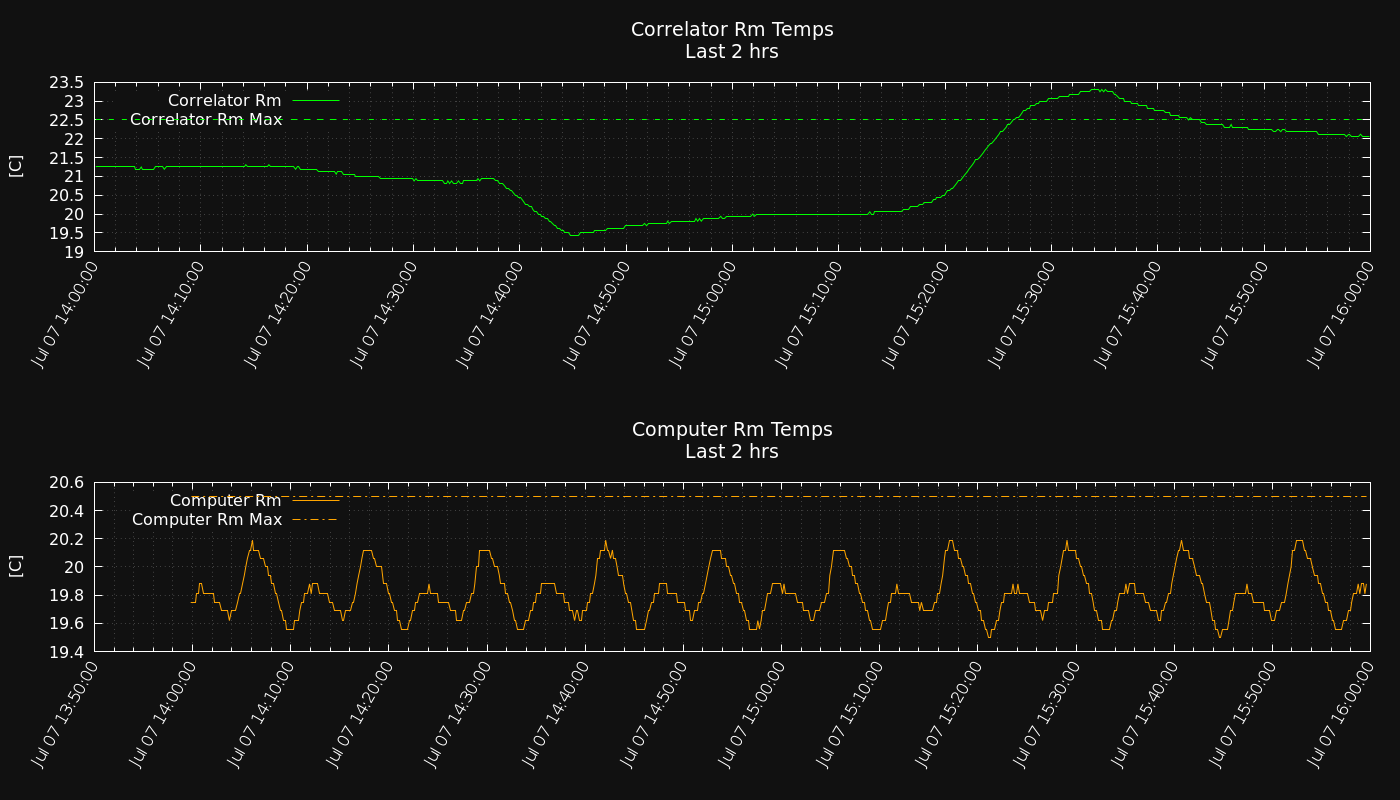 Correlator Rm Temps
Last 2 hrs
23.5
23
22.5
22
21.5
21
20.5
20
19.5
19
[C]
Correlator Rm
Correlator Rm Max
Jul 07 14:00:00
Jul 07 14:10:00
Jul 07 14:20:00
Jul 07 14:30:00
Jul 07 14:40:00
Jul 07 14:50:00
Jul 07 15:00:00
Jul 07 15:10:00
Jul 07 15:20:00
Jul 07 15:30:00
Jul 07 15:40:00
Jul 07 15:50:00
Jul 07 16:00:00
Computer Rm Temps
Last 2 hrs
20.6
20.4
20.2
20
19.8
19.6
19.4
[C]
Computer Rm
Computer Rm Max
Jul 07 13:50:00
Jul 07 14:00:00
Jul 07 14:10:00
Jul 07 14:20:00
Jul 07 14:30:00
Jul 07 14:40:00
Jul 07 14:50:00
Jul 07 15:00:00
Jul 07 15:10:00
Jul 07 15:20:00
Jul 07 15:30:00
Jul 07 15:40:00
Jul 07 15:50:00
Jul 07 16:00:00